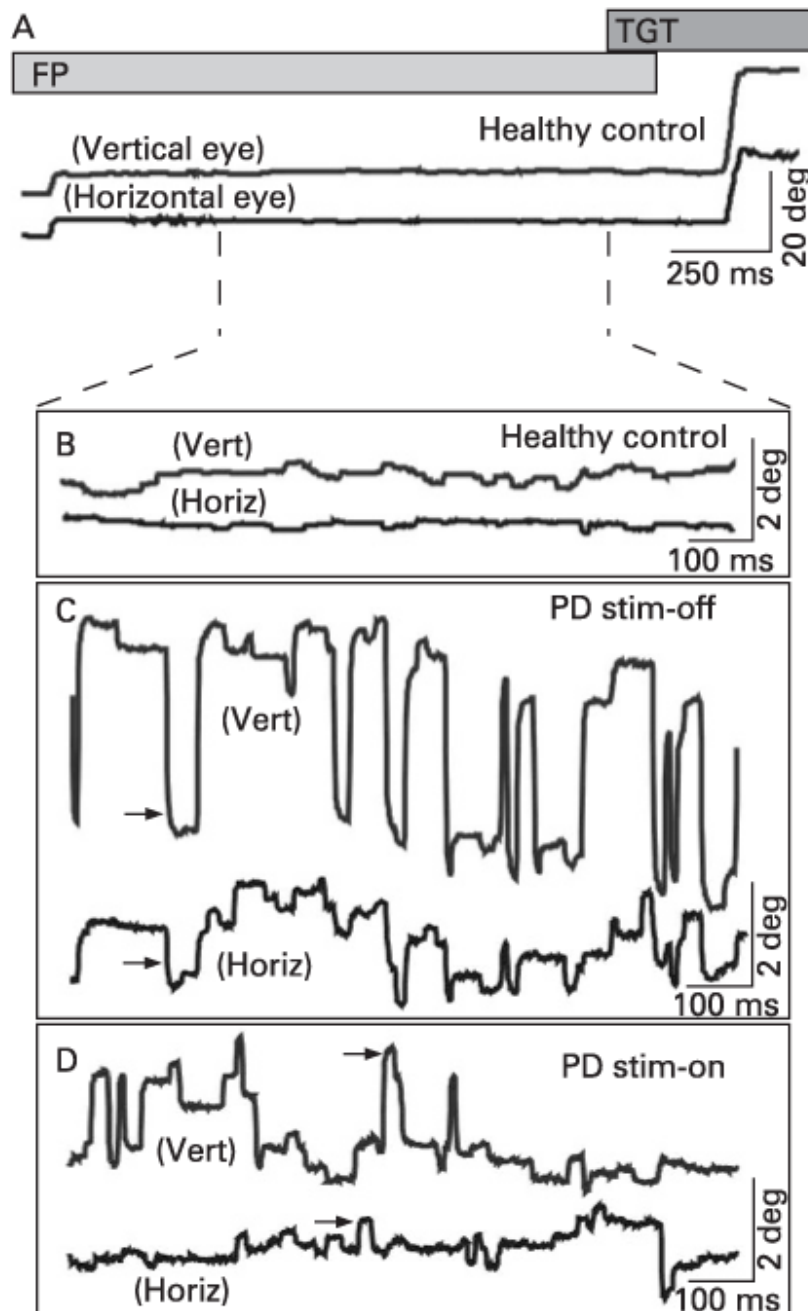 A
TGT
FP
Healthy control
(Vertical eye)
(Horizontal eye)
20 deg
250 ms
B
(Vert)
Healthy control
(Horiz)
2 deg
100 ms
C
PD stim-off
(Vert)
(Horiz)
2 deg
100 ms
D
PD stim-on
(Vert)
2 deg
(Horiz)
100 ms